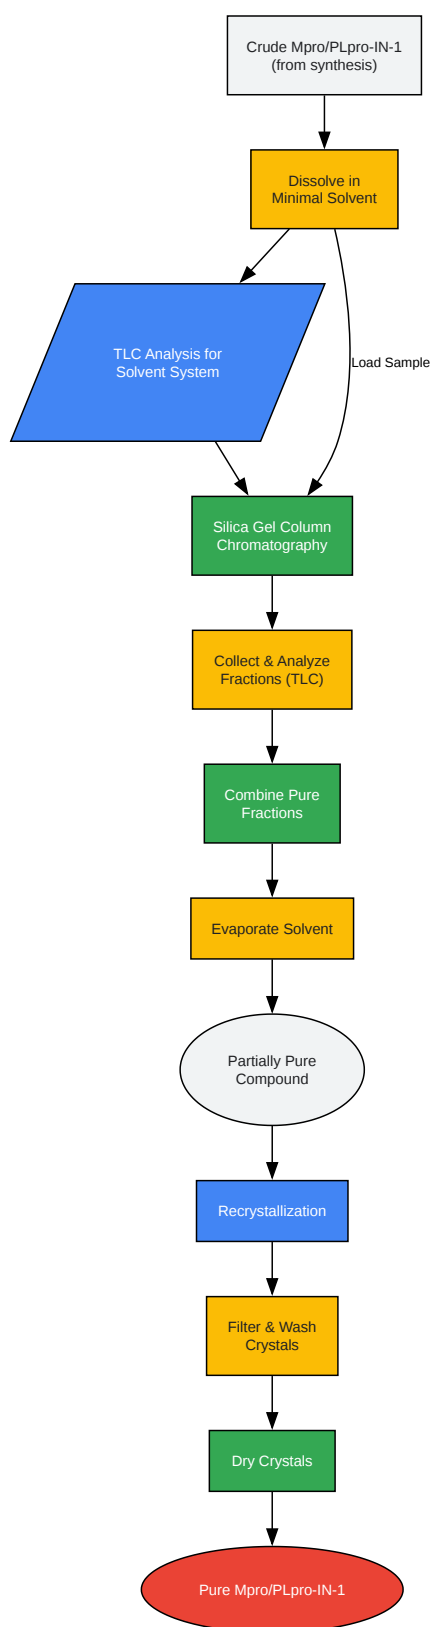 Crude Mpro/PLpro-IN-1
(from synthesis)
Dissolve in
Minimal Solvent
TLC Analysis for
Solvent System
Load Sample
Silica Gel Column
Chromatography
Collect & Analyze
Fractions (TLC)
Combine Pure
Fractions
Evaporate Solvent
Partially Pure
Compound
Recrystallization
Filter & Wash
Crystals
Dry Crystals
Pure Mpro/PLpro-IN-1